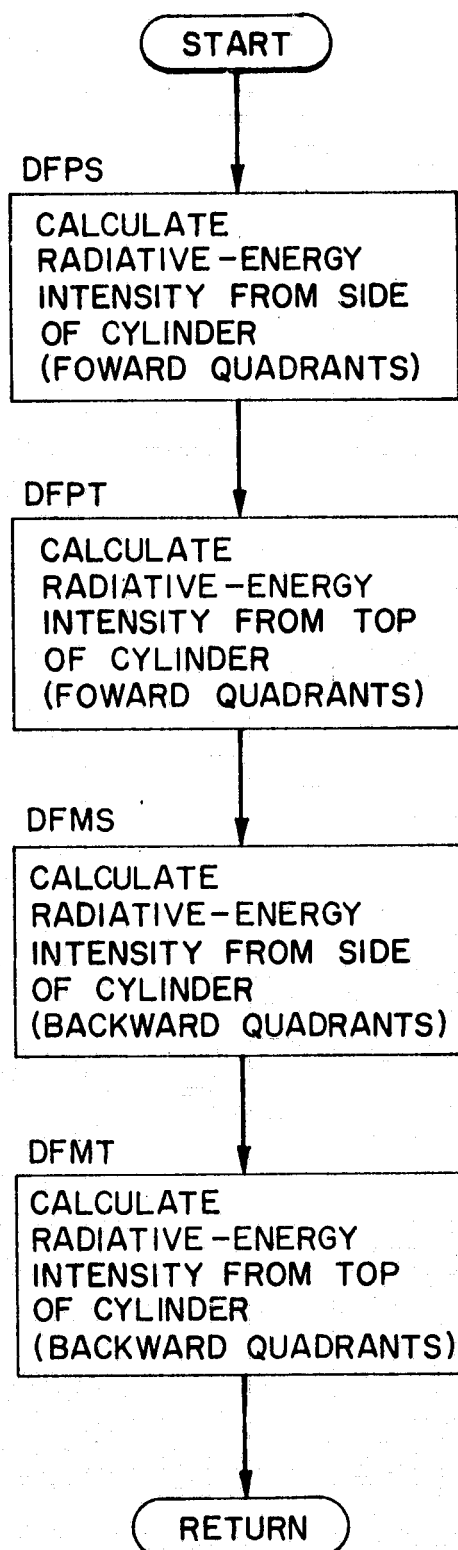 START
DFPS
CALCULATE
RADIATIVE-ENERGY
INTENSITY FROM SIDE
OF CYLINDER
(FOWARD QUADRANTS)
DFPT
CALCULATE
RADIATIVE-ENERGY
INTENSITY FROM TOP
OF CYLINDER
(FOWARD QUADRANTS)
DFMS
CALCULATE
RADIATIVE-ENERGY
INTENSITY FROM SIDE
OF CYLINDER
(BACKWARD QUADRANTS)
DFMT
CALCULATE
RADIATIVE-ENERGY
INTENSITY FROM TOP
OF CYLINDER
(BACKWARD QUADRANTS)
RETURN